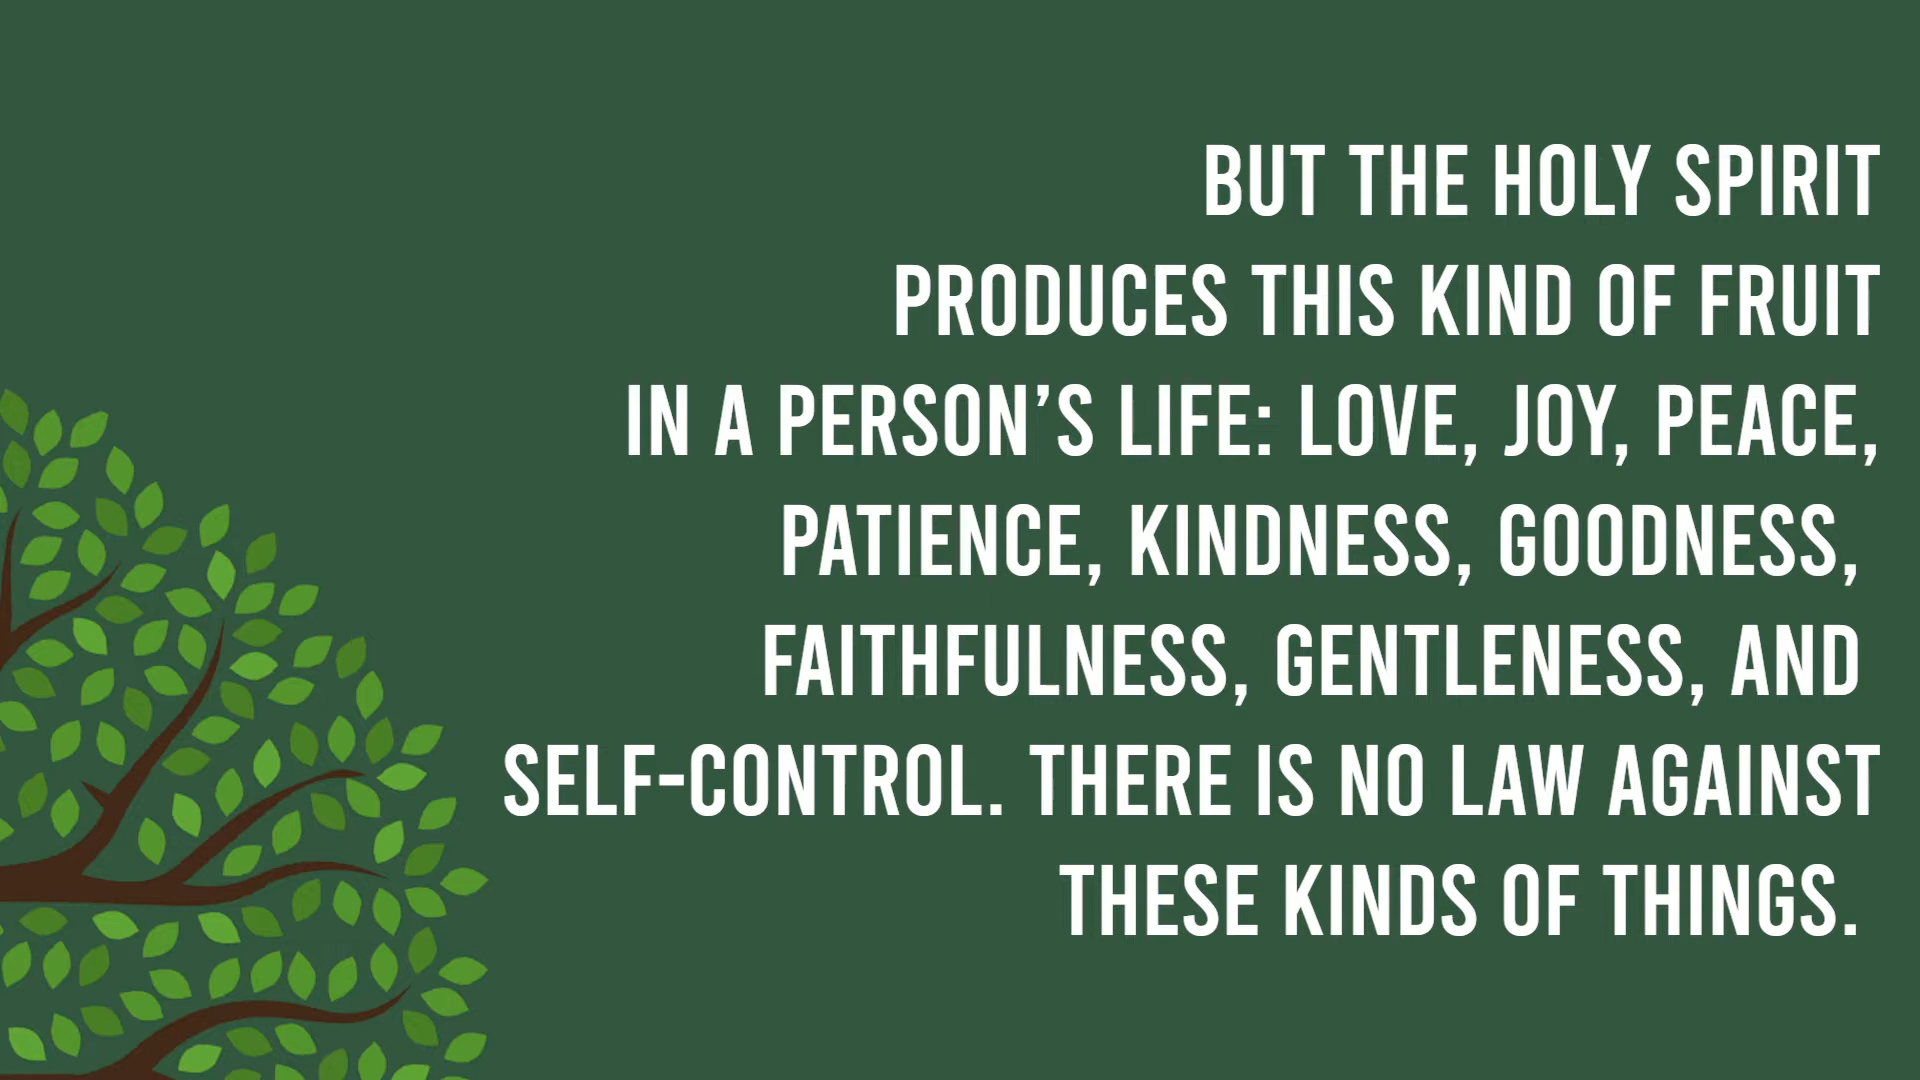 BUT THE HOLY SPIRIT
PRODUCES THIS KIND OF FRUIT
IN A PERSON’S LIFE: LOVE, JOY, PEACE,
PATIENCE, KINDNESS, GOODNESS,
FAITHFULNESS, GENTLENESS, AND
SELF-CONTROL. THERE IS NO LAW AGAINST
THESE KINDS OF THINGS.